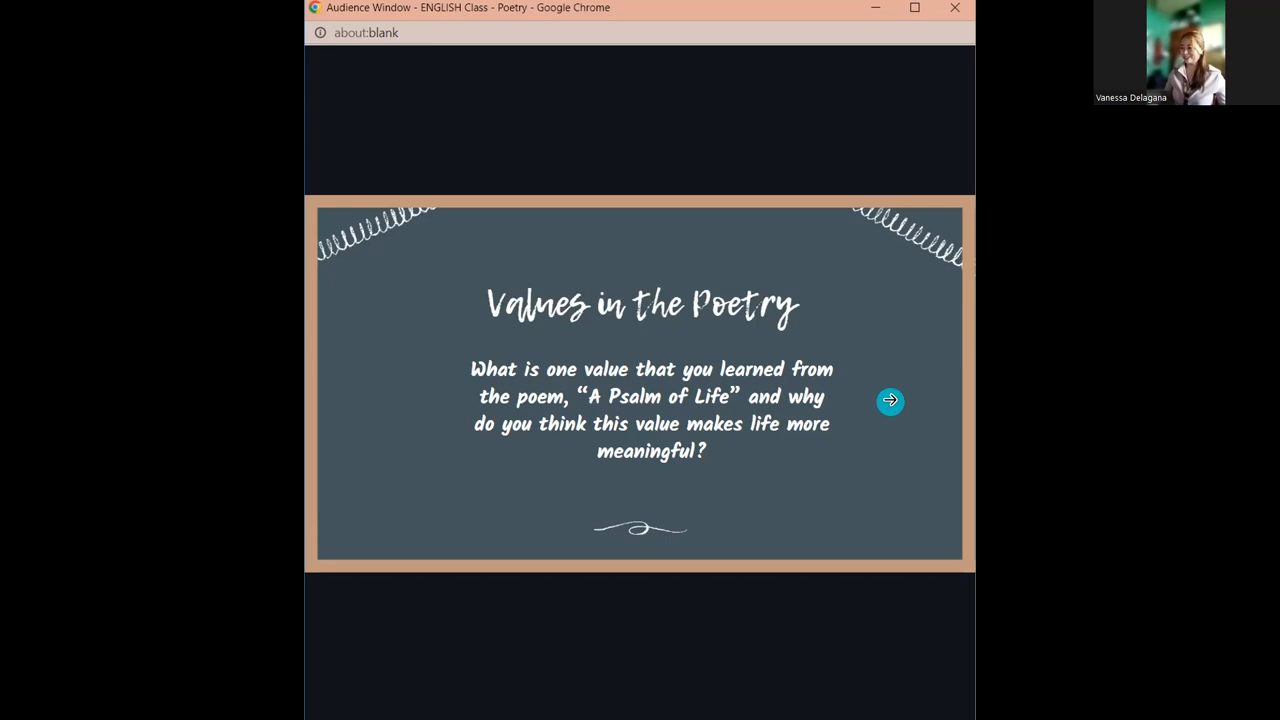 Audience Window - ENGLISH Class - Poetry - Google Chrome
about:blank
Vanessa Delagana
Values in the Poetry
What is one value that you learned from
the poem, “A Psalm of Life” and why
do you think this value makes life more
meaningful?